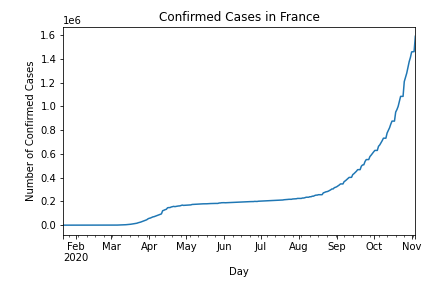 Confirmed Cases in France
1e6
1.6
1.4
1.2
1.0
0.8
0.6
0.4
0.2
0.0
Number of Confirmed Cases
Feb Mar Apr May Jun Jul Aug Sep Oct Nov
2020
Day